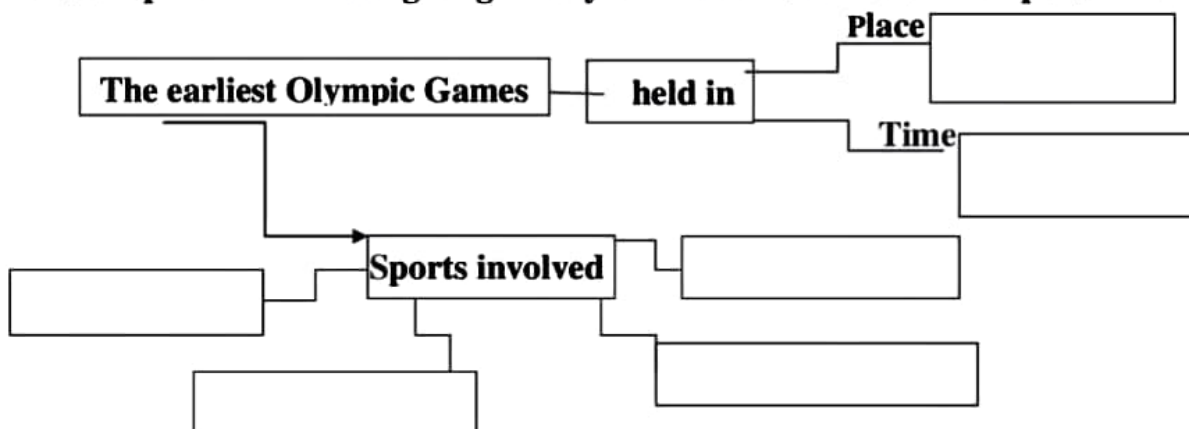 Place
The earliest Olympic Games
held in
Time
Sports involved